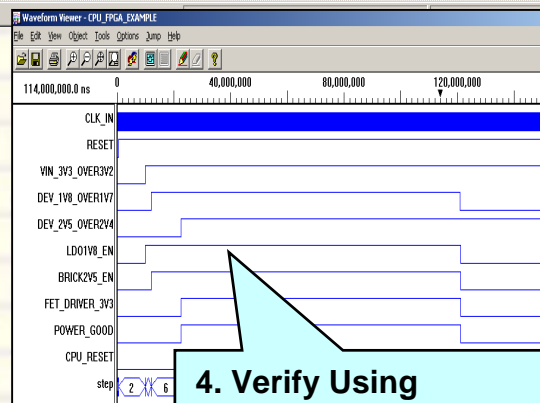 Waveform Viewer - CPU_FPGA_EXAMPLE
File Edit View Object Tools Options Jump Help
114,000,000.0 ns 0 40,000,000 80,000,000 120,000,000
CLK_IN
RESET
VIN_3V3_OVER3V2
DEV_1V8_OVER1V7
DEV_2V5_OVER2V4
LDO1V8_EN
BRICK2V5_EN
FET_DRIVER_3V3
POWER_GOOD
CPU_RESET
step 2 6
4. Verify Using